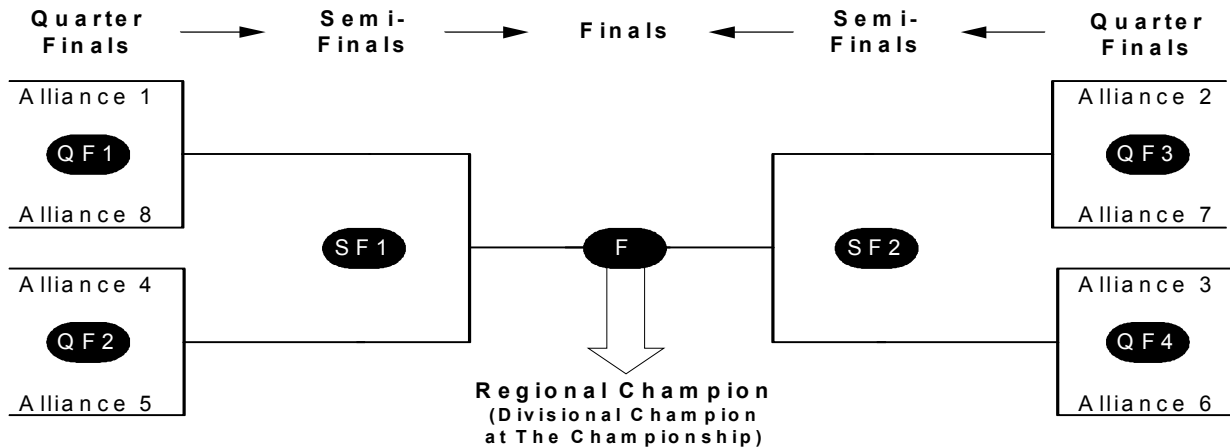 Quarter Finals
Semi-Finals
Finals
Semi-Finals
Quarter Finals
Alliance 1
QF1
Alliance 8
Alliance 4
QF2
Alliance 5
SF1
F
SF2
Alliance 2
QF3
Alliance 7
Alliance 3
QF4
Alliance 6
Regional Champion
(Divisional Champion
at The Championship)